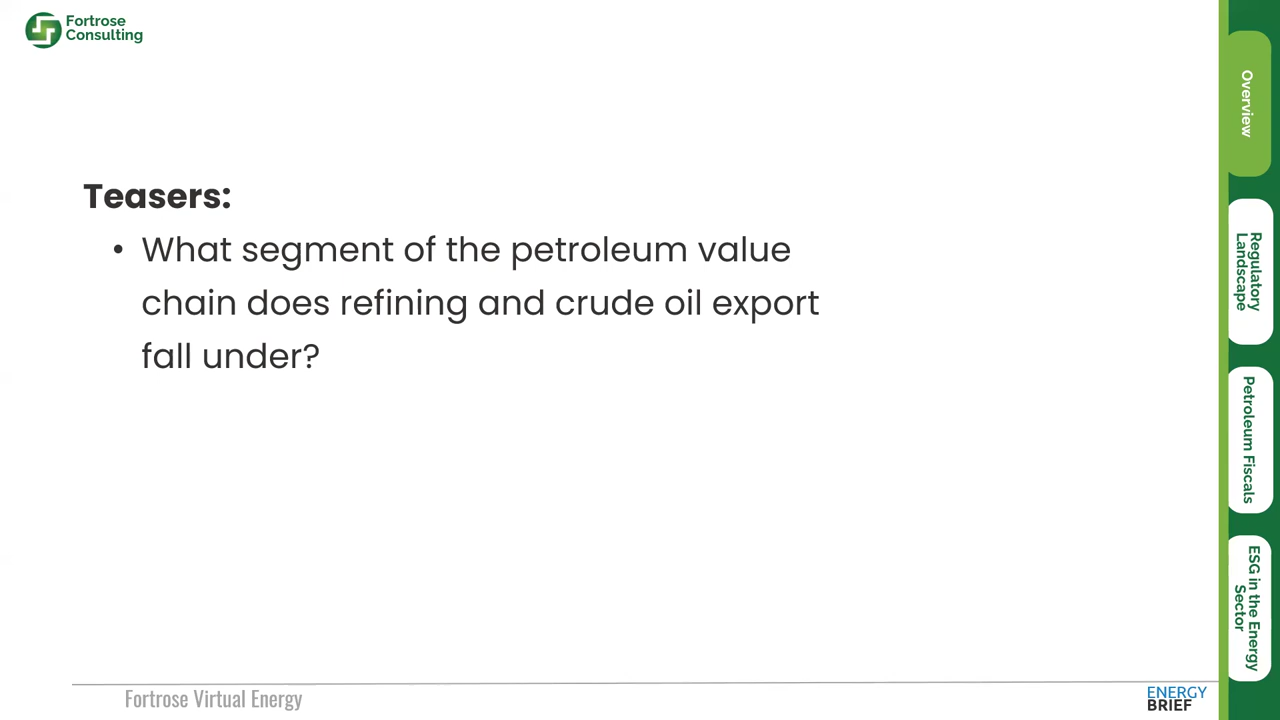 Fortrose
Consulting
Teasers:
• What segment of the petroleum value
chain does refining and crude oil export
fall under?
Overview
Regulatory
Landscape
Petroleum Fiscals
ESG in the Energy
Sector
Fortrose Virtual Energy
ENERGY
BRIEF